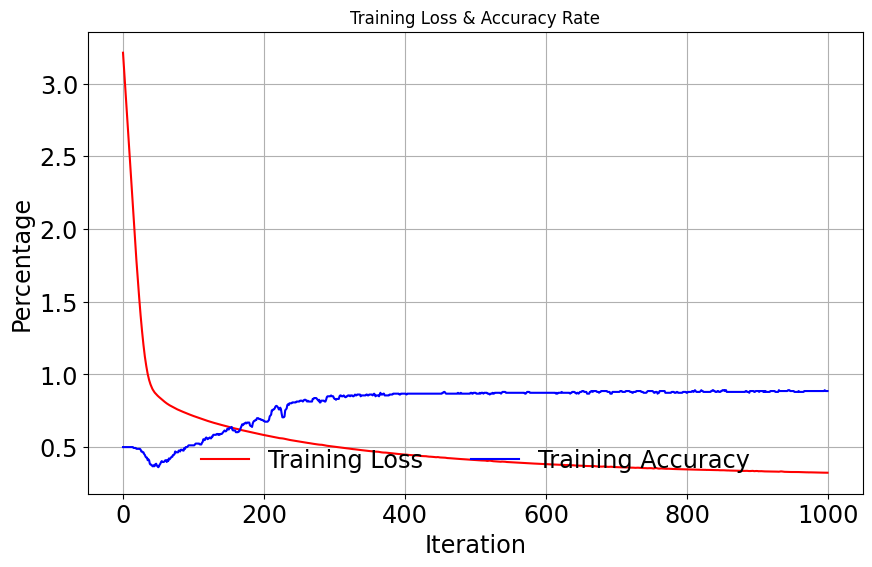 Training Loss & Accuracy Rate
Percentage
3.0
2.5
2.0
1.5
1.0
0.5
Training Loss Training Accuracy
0 200 400 600 800 1000
Iteration